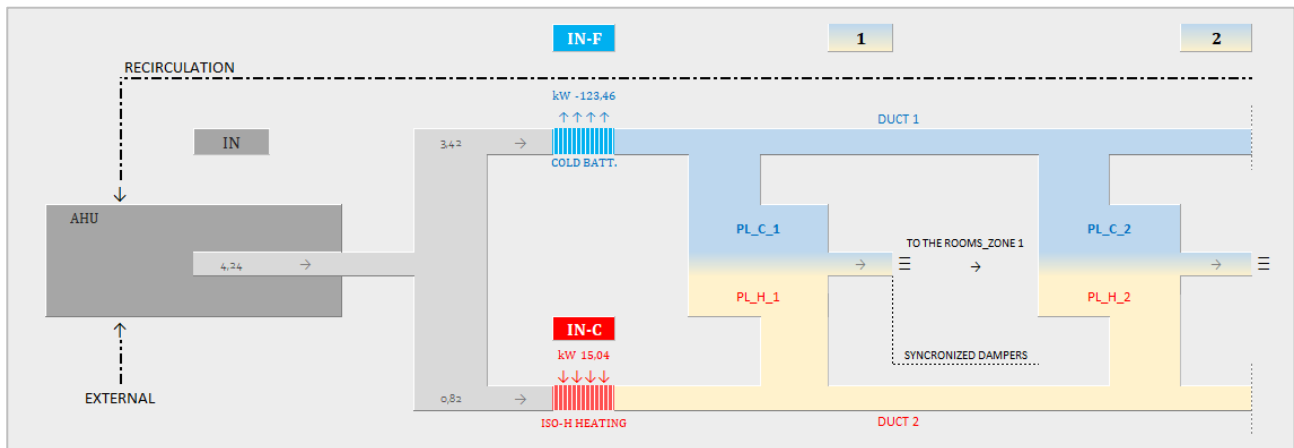 IN-F
1
2
RECIRCULATION
kW -123,46
DUCT 1
IN
3,42
COLD BATT.
AHU
PL_C_1
PL_C_2
TO THE ROOMS_ZONE 1
4,24
PL_H_1
PL_H_2
IN-C
kW 15,04
SYNCRONIZED DAMPERS
EXTERNAL
0,82
ISO-H HEATING
DUCT 2